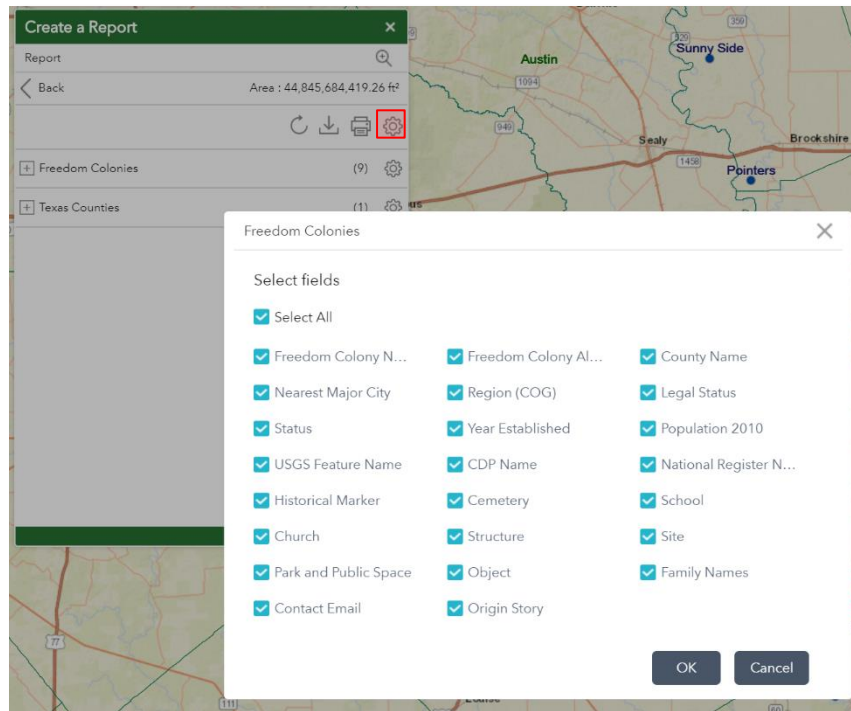 Create a Report
Report
Back
Area : 44,845,684,419.26 ft²
Freedom Colonies
(9)
Texas Counties
(1)
359
529
Sunny Side
Austin
1094
949
Sealy
Brookshire
1458
Pointers
us
Freedom Colonies
Select fields
Select All
Freedom Colony N...
Freedom Colony Al...
County Name
Nearest Major City
Region (COG)
Legal Status
Status
Year Established
Population 2010
USGS Feature Name
CDP Name
National Register N...
Historical Marker
Cemetery
School
Church
Structure
Site
Park and Public Space
Object
Family Names
Contact Email
Origin Story
OK
Cancel
77
111
60